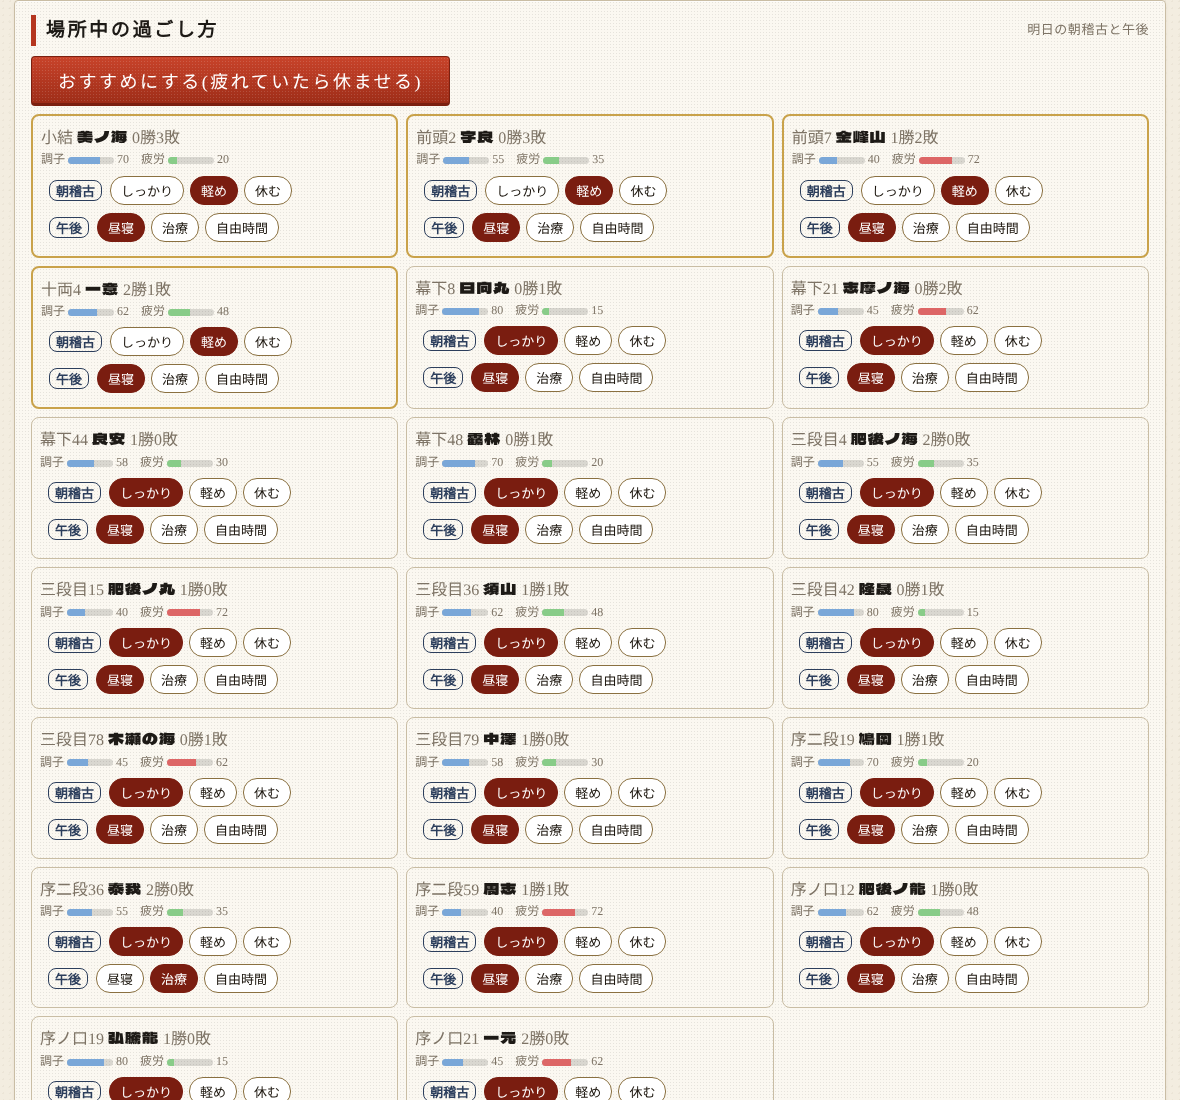 場所中の過ごし方
明日の朝稽古と午後
おすすめにする(疲れていたら休ませる)
小結 美ノ海 0勝3敗
調子 70 疲労 20
朝稽古 しっかり 軽め 休む
午後 昼寝 治療 自由時間
前頭2 宇良 0勝3敗
調子 55 疲労 35
朝稽古 しっかり 軽め 休む
午後 昼寝 治療 自由時間
前頭7 金峰山 1勝2敗
調子 40 疲労 72
朝稽古 しっかり 軽め 休む
午後 昼寝 治療 自由時間
十両4 一意 2勝1敗
調子 62 疲労 48
朝稽古 しっかり 軽め 休む
午後 昼寝 治療 自由時間
幕下8 日向丸 0勝1敗
調子 80 疲労 15
朝稽古 しっかり 軽め 休む
午後 昼寝 治療 自由時間
幕下21 志摩ノ海 0勝2敗
調子 45 疲労 62
朝稽古 しっかり 軽め 休む
午後 昼寝 治療 自由時間
幕下44 良安 1勝0敗
調子 58 疲労 30
朝稽古 しっかり 軽め 休む
午後 昼寝 治療 自由時間
幕下48 0勝1敗
調子 70 疲労 20
朝稽古 しっかり 軽め 休む
午後 昼寝 治療 自由時間
三段目4 肥後ノ海 2勝0敗
調子 55 疲労 35
朝稽古 しっかり 軽め 休む
午後 昼寝 治療 自由時間
三段目15 肥後ノ丸 1勝0敗
調子 40 疲労 72
朝稽古 しっかり 軽め 休む
午後 昼寝 治療 自由時間
三段目36 須山 1勝1敗
調子 62 疲労 48
朝稽古 しっかり 軽め 休む
午後 昼寝 治療 自由時間
三段目42 0勝1敗
調子 80 疲労 15
朝稽古 しっかり 軽め 休む
午後 昼寝 治療 自由時間
三段目78 木瀬の海 0勝1敗
調子 45 疲労 62
朝稽古 しっかり 軽め 休む
午後 昼寝 治療 自由時間
三段目79 中澤 1勝0敗
調子 58 疲労 30
朝稽古 しっかり 軽め 休む
午後 昼寝 治療 自由時間
序二段19 1勝1敗
調子 70 疲労 20
朝稽古 しっかり 軽め 休む
午後 昼寝 治療 自由時間
序二段36 泰我 2勝0敗
調子 55 疲労 35
朝稽古 しっかり 軽め 休む
午後 昼寝 治療 自由時間
序二段59 周志 1勝1敗
調子 40 疲労 72
朝稽古 しっかり 軽め 休む
午後 昼寝 治療 自由時間
序ノ口12 肥後ノ龍 1勝0敗
調子 62 疲労 48
朝稽古 しっかり 軽め 休む
午後 昼寝 治療 自由時間
序ノ口19 1勝0敗
調子 80 疲労 15
朝稽古 しっかり 軽め 休む
序ノ口21 一元 2勝0敗
調子 45 疲労 62
朝稽古 しっかり 軽め 休む